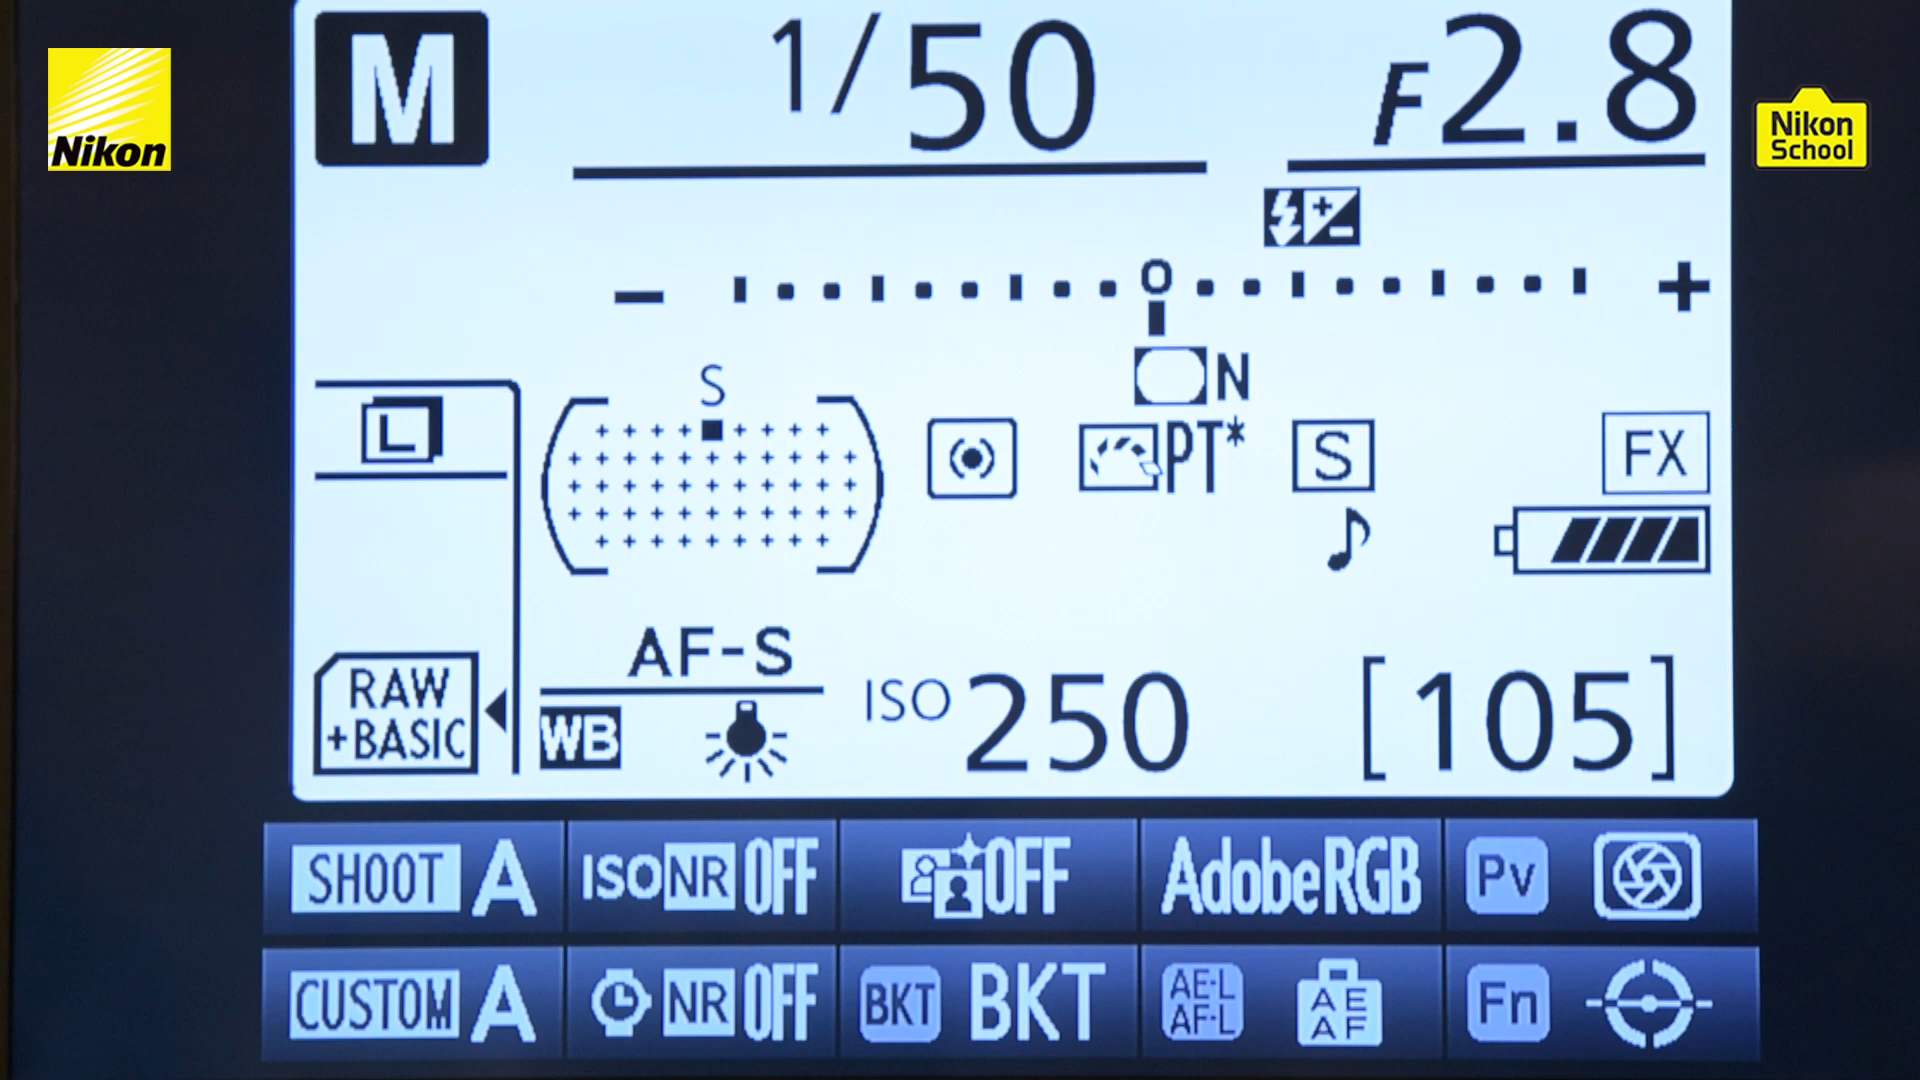 Nikon
Nikon
School
M
1/50
F2.8
- 0 +
N
S
L
PT*
S
FX
AF-S
RAW
+BASIC
WB
ISO 250
[105]
SHOOT A
ISO NR OFF
OFF
AdobeRGB
Pv
CUSTOM A
NR OFF
BKT BKT
AE-L
AF-L
AE
AF
Fn